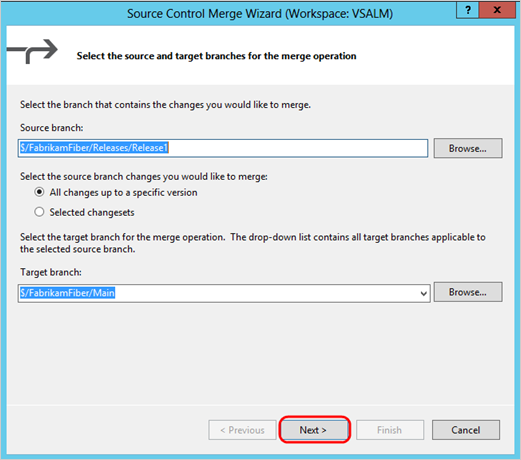 Source Control Merge Wizard (Workspace: VSALM)
?
x
Select the source and target branches for the merge operation
Select the branch that contains the changes you would like to merge.
Source branch:
$/FabrikamFiber/Releases/Release1
Browse...
Select the source branch changes you would like to merge:
All changes up to a specific version
Selected changesets
Select the target branch for the merge operation.  The drop-down list contains all target branches applicable to
the selected source branch.
Target branch:
$/FabrikamFiber/Main
Browse...
< Previous
Next >
Finish
Cancel